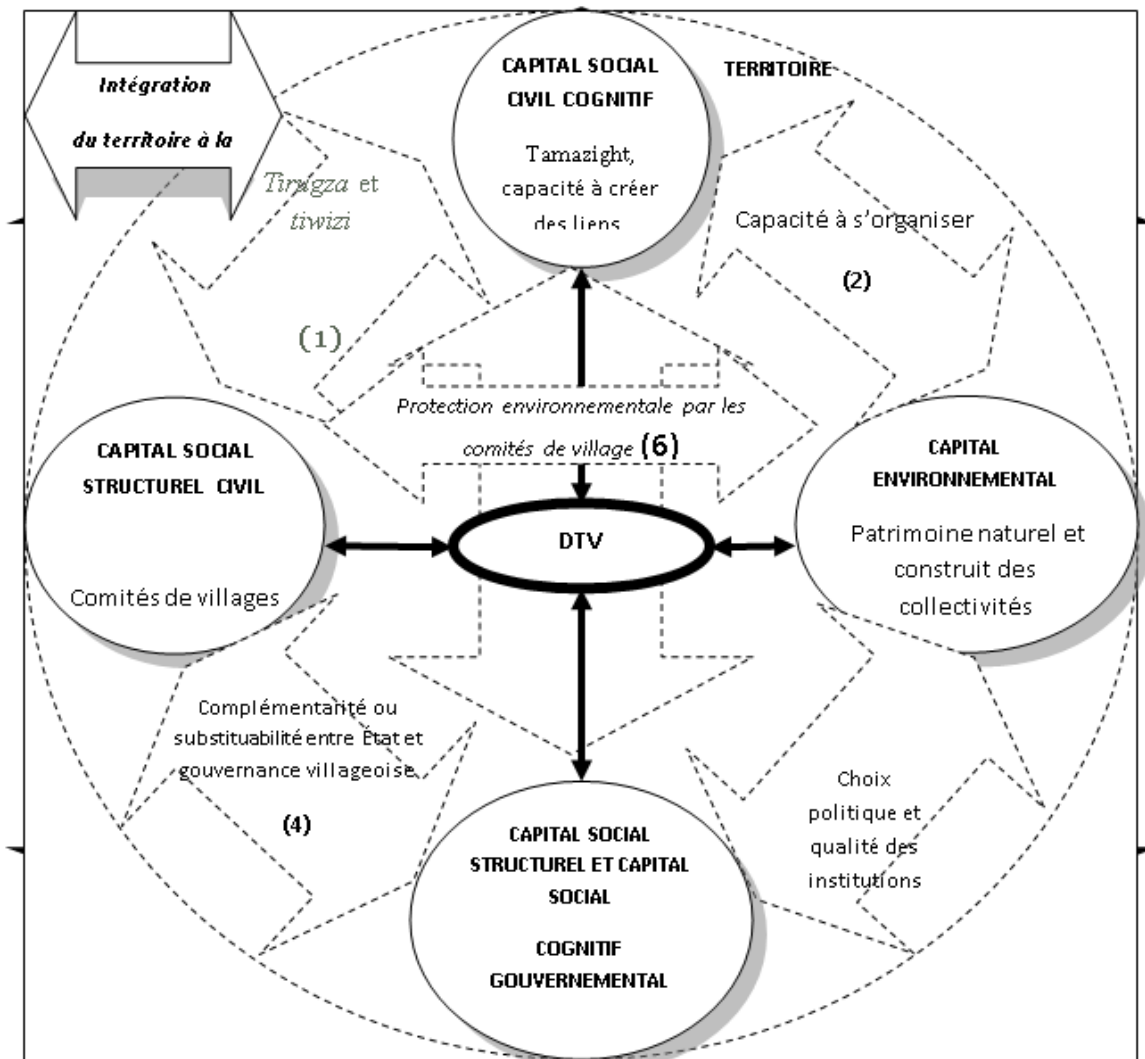 Intégration
du territoire à la
CAPITAL SOCIAL
CIVIL COGNITIF
Tamazight,
capacité à créer
des liens
TERRITOIRE
Tirugza et
tiwizi
(1)
Capacité à s'organiser
(2)
Protection environnementale par les
comités de village (6)
CAPITAL SOCIAL
STRUCTUREL CIVIL
Comités de villages
DTV
CAPITAL
ENVIRONNEMENTAL
Patrimoine naturel et
construit des
collectivités
Complémentarité ou
substituabilité entre État et
gouvernance villageoise
(4)
Choix
politique et
qualité des
institutions
CAPITAL SOCIAL
STRUCTUREL ET CAPITAL
SOCIAL
COGNITIF
GOUVERNEMENTAL